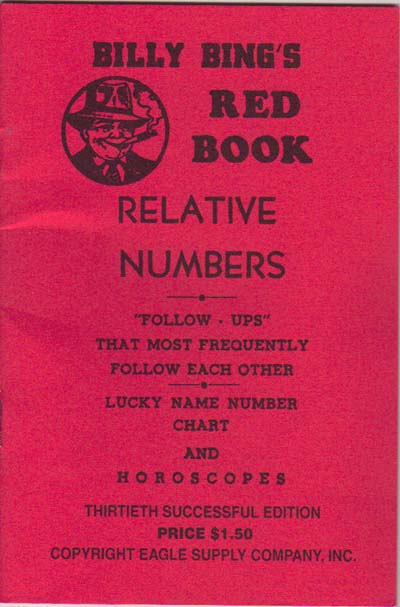 BILLY BING'S
RED
BOOK
RELATIVE
NUMBERS
"FOLLOW - UPS"
THAT MOST FREQUENTLY
FOLLOW EACH OTHER
LUCKY NAME NUMBER
CHART
AND
HOROSCOPES
THIRTIETH SUCCESSFUL EDITION
PRICE $1.50
COPYRIGHT EAGLE SUPPLY COMPANY, INC.